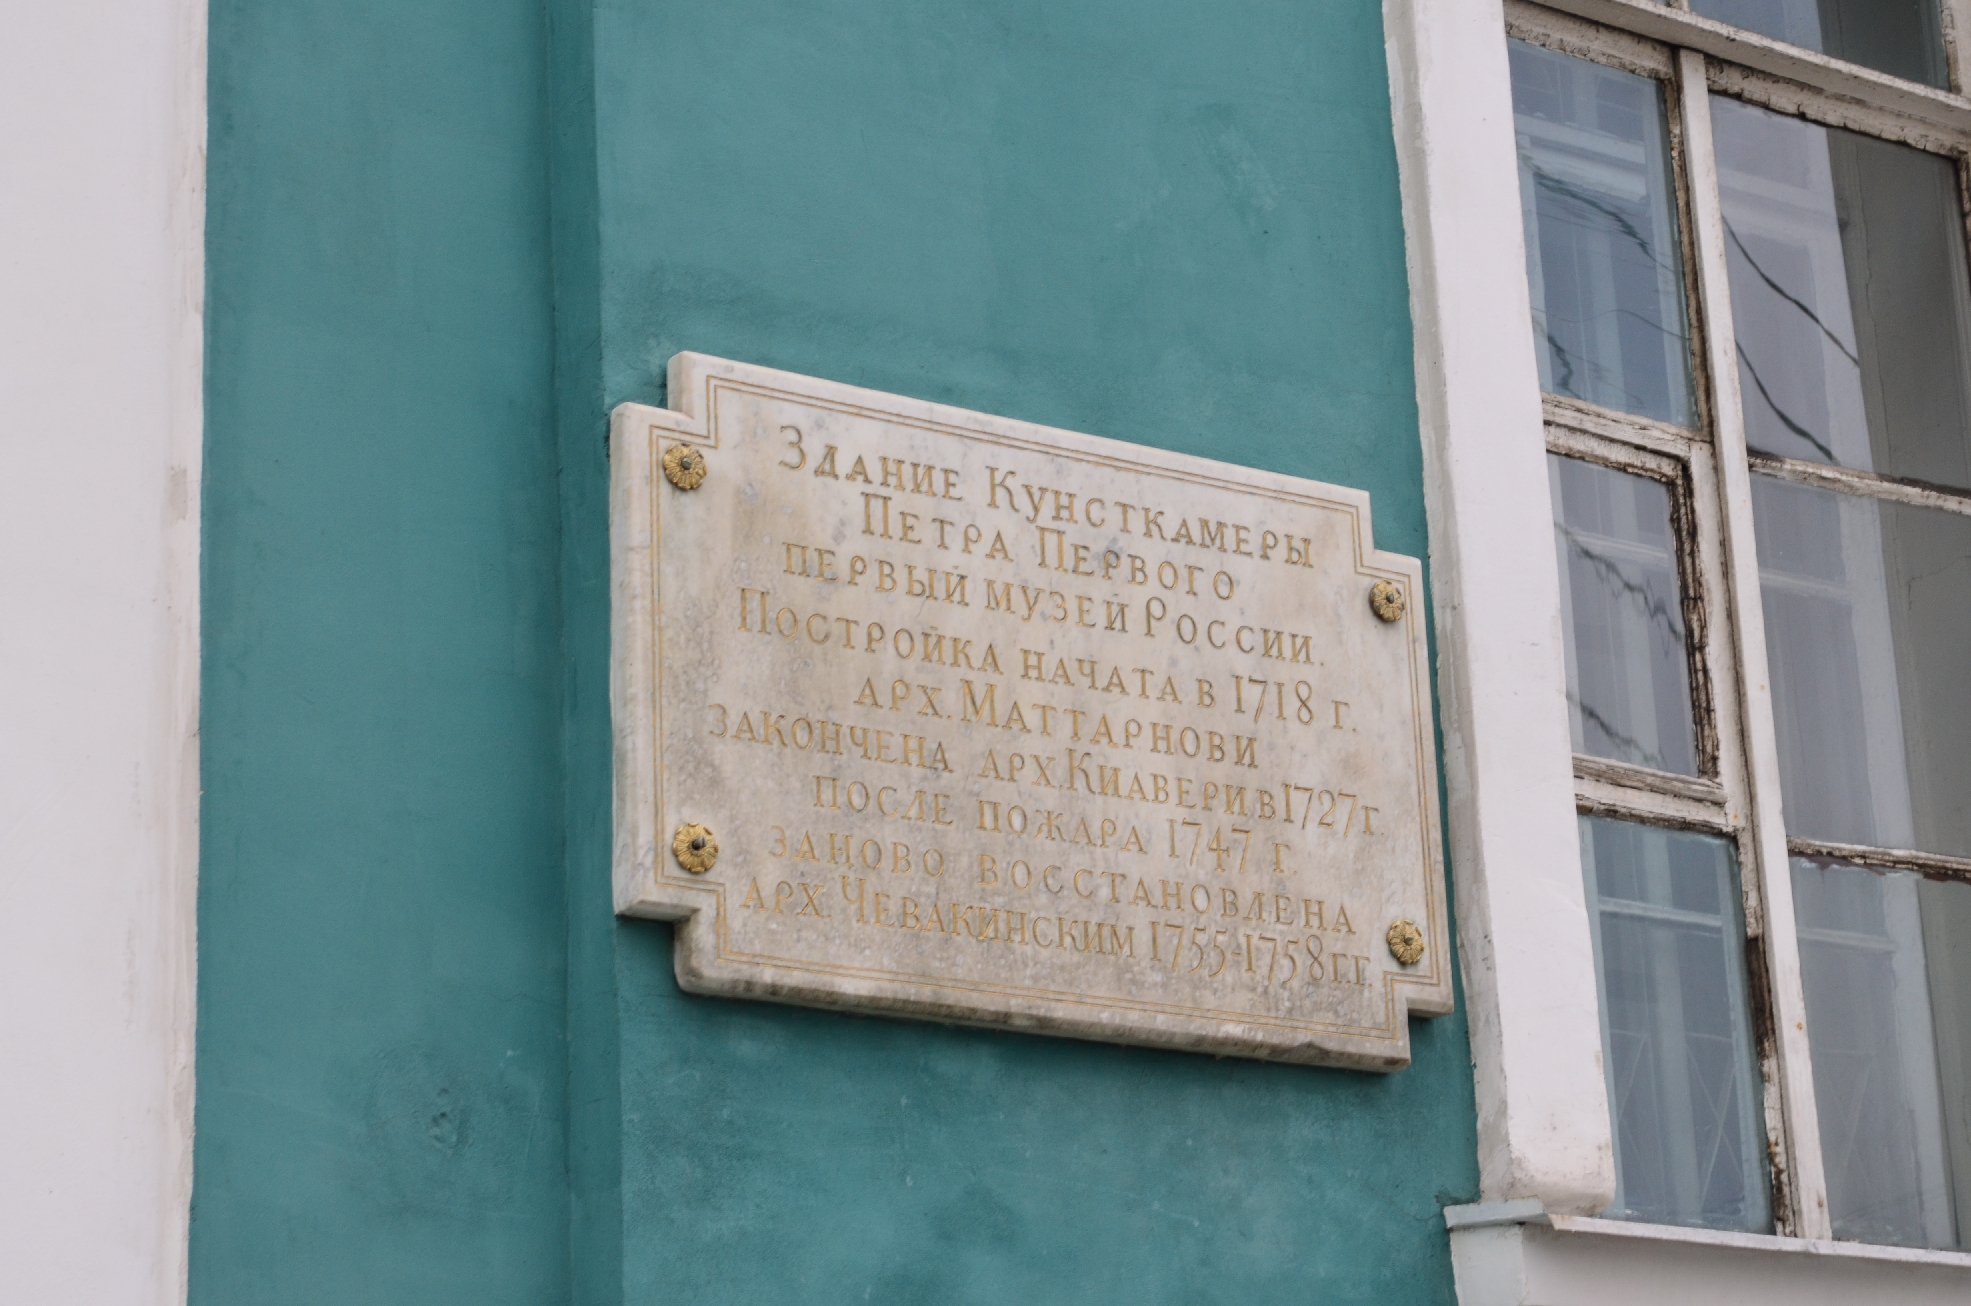 Здание Кунсткамеры
Петра Первого
первый музей России.
Постройка начата в 1718 г.
арх. Маттарнови
закончена арх. Киавери в 1727 г.
после пожара 1747 г.
заново восстановлена
арх. Чевакинским 1755-1758 г.г.